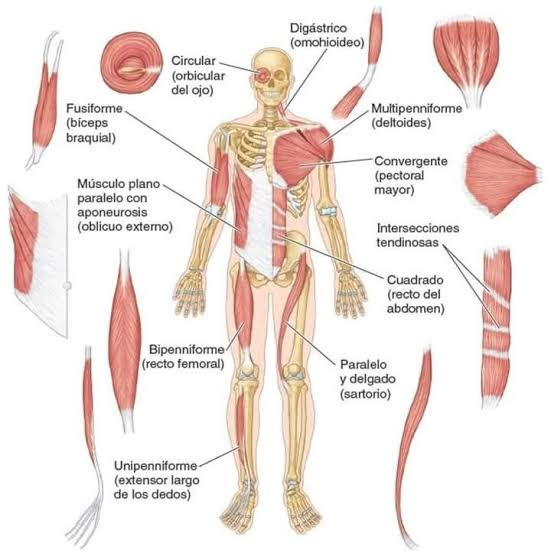 Digástrico
(omohioideo)
Circular
(orbicular
del ojo)
Fusiforme
(bíceps
braquial)
Multipenniforme
(deltoides)
Convergente
(pectoral
mayor)
Músculo plano
paralelo con
aponeurosis
(oblicuo externo)
Intersecciones
tendinosas
Cuadrado
(recto del
abdomen)
Bipenniforme
(recto femoral)
Paralelo
y delgado
(sartorio)
Unipenniforme
(extensor largo
de los dedos)